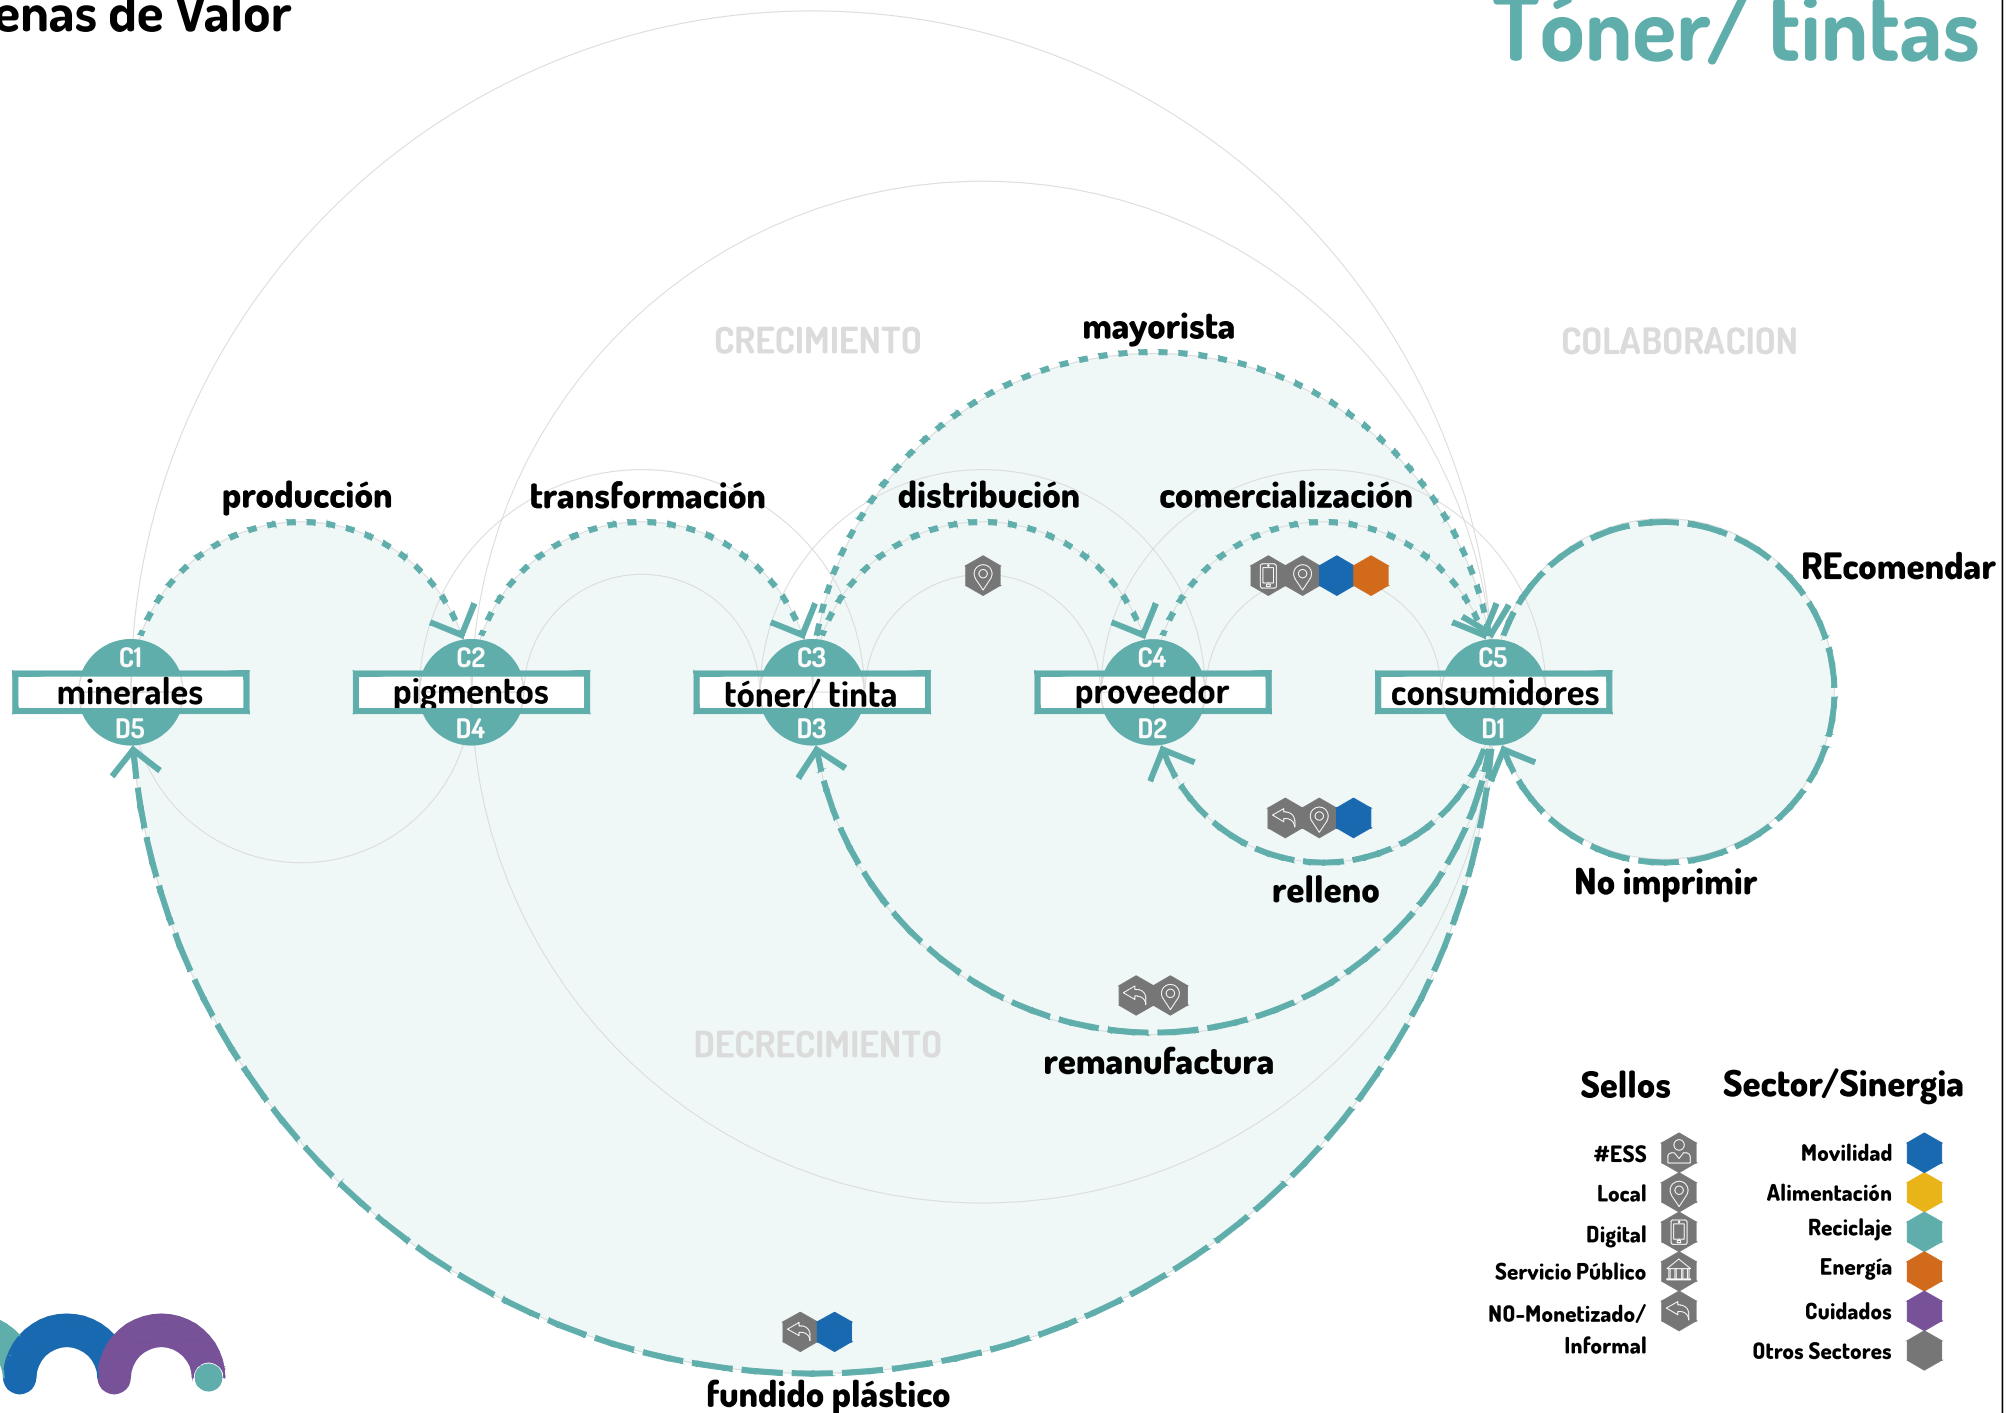 enas de Valor
Tóner/ tintas
CRECIMIENTO
COLABORACION
mayorista
producción
transformación
distribución
comercialización
REcomendar
C1
minerales
D5
C2
pigmentos
D4
C3
tóner/ tinta
D3
C4
proveedor
D2
C5
consumidores
D1
relleno
No imprimir
DECRECIMIENTO
remanufactura
fundido plástico
Sellos
#ESS
Local
Digital
Servicio Público
NO-Monetizado/
Informal
Sector/Sinergia
Movilidad
Alimentación
Reciclaje
Energía
Cuidados
Otros Sectores